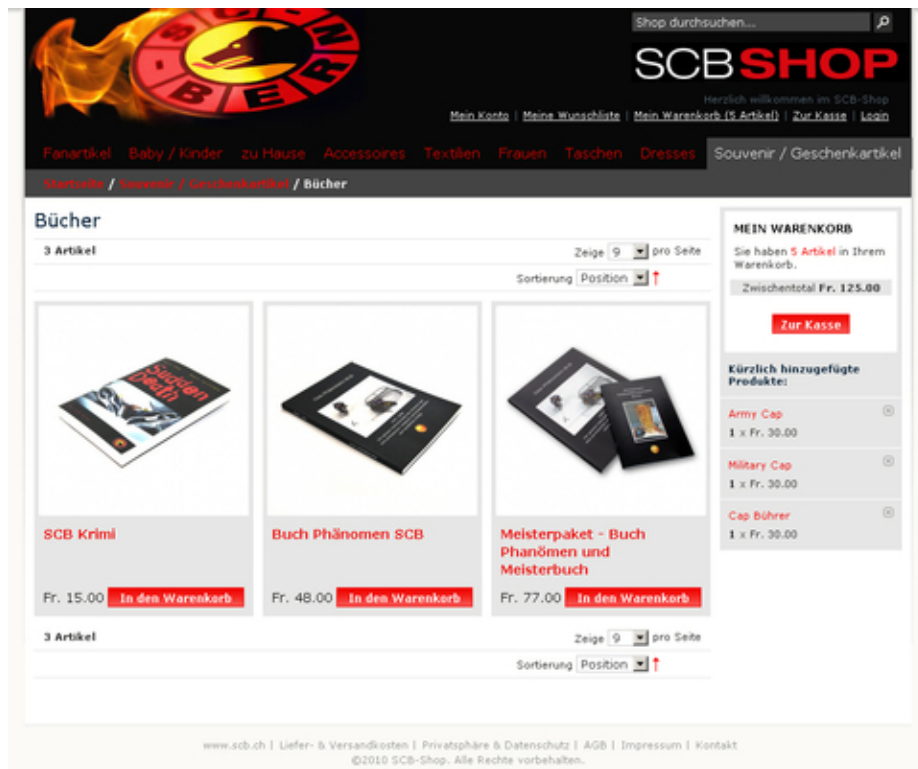 SCB-BERN
Shop durchsuchen...
SCBSHOP
Herzlich willkommen im SCB-Shop
Mein Konto | Meine Wunschliste | Mein Warenkorb (5 Artikel) | Zur Kasse | Login
Fanartikel Baby / Kinder zu Hause Accessoires Textilien Frauen Taschen Dresses Souvenir / Geschenkartikel
Startseite / Souvenir / Geschenkartikel / Bücher
Bücher
3 Artikel
Zeige 9 pro Seite
Sortierung Position
Sudden Death
SCB Krimi
Fr. 15.00 In den Warenkorb
Buch Phänomen SCB
Fr. 48.00 In den Warenkorb
Meisterpaket - Buch
Phanömen und
Meisterbuch
Fr. 77.00 In den Warenkorb
3 Artikel
Zeige 9 pro Seite
Sortierung Position
MEIN WARENKORB
Sie haben 5 Artikel in Ihrem
Warenkorb.
Zwischentotal Fr. 125.00
Zur Kasse
Kürzlich hinzugefügte
Produkte:
Army Cap
1 x Fr. 30.00
Military Cap
1 x Fr. 30.00
Cap Bührer
1 x Fr. 30.00
www.scb.ch | Liefer- & Versandkosten | Privatsphäre & Datenschutz | AGB | Impressum | Kontakt
©2010 SCB-Shop. Alle Rechte vorbehalten.